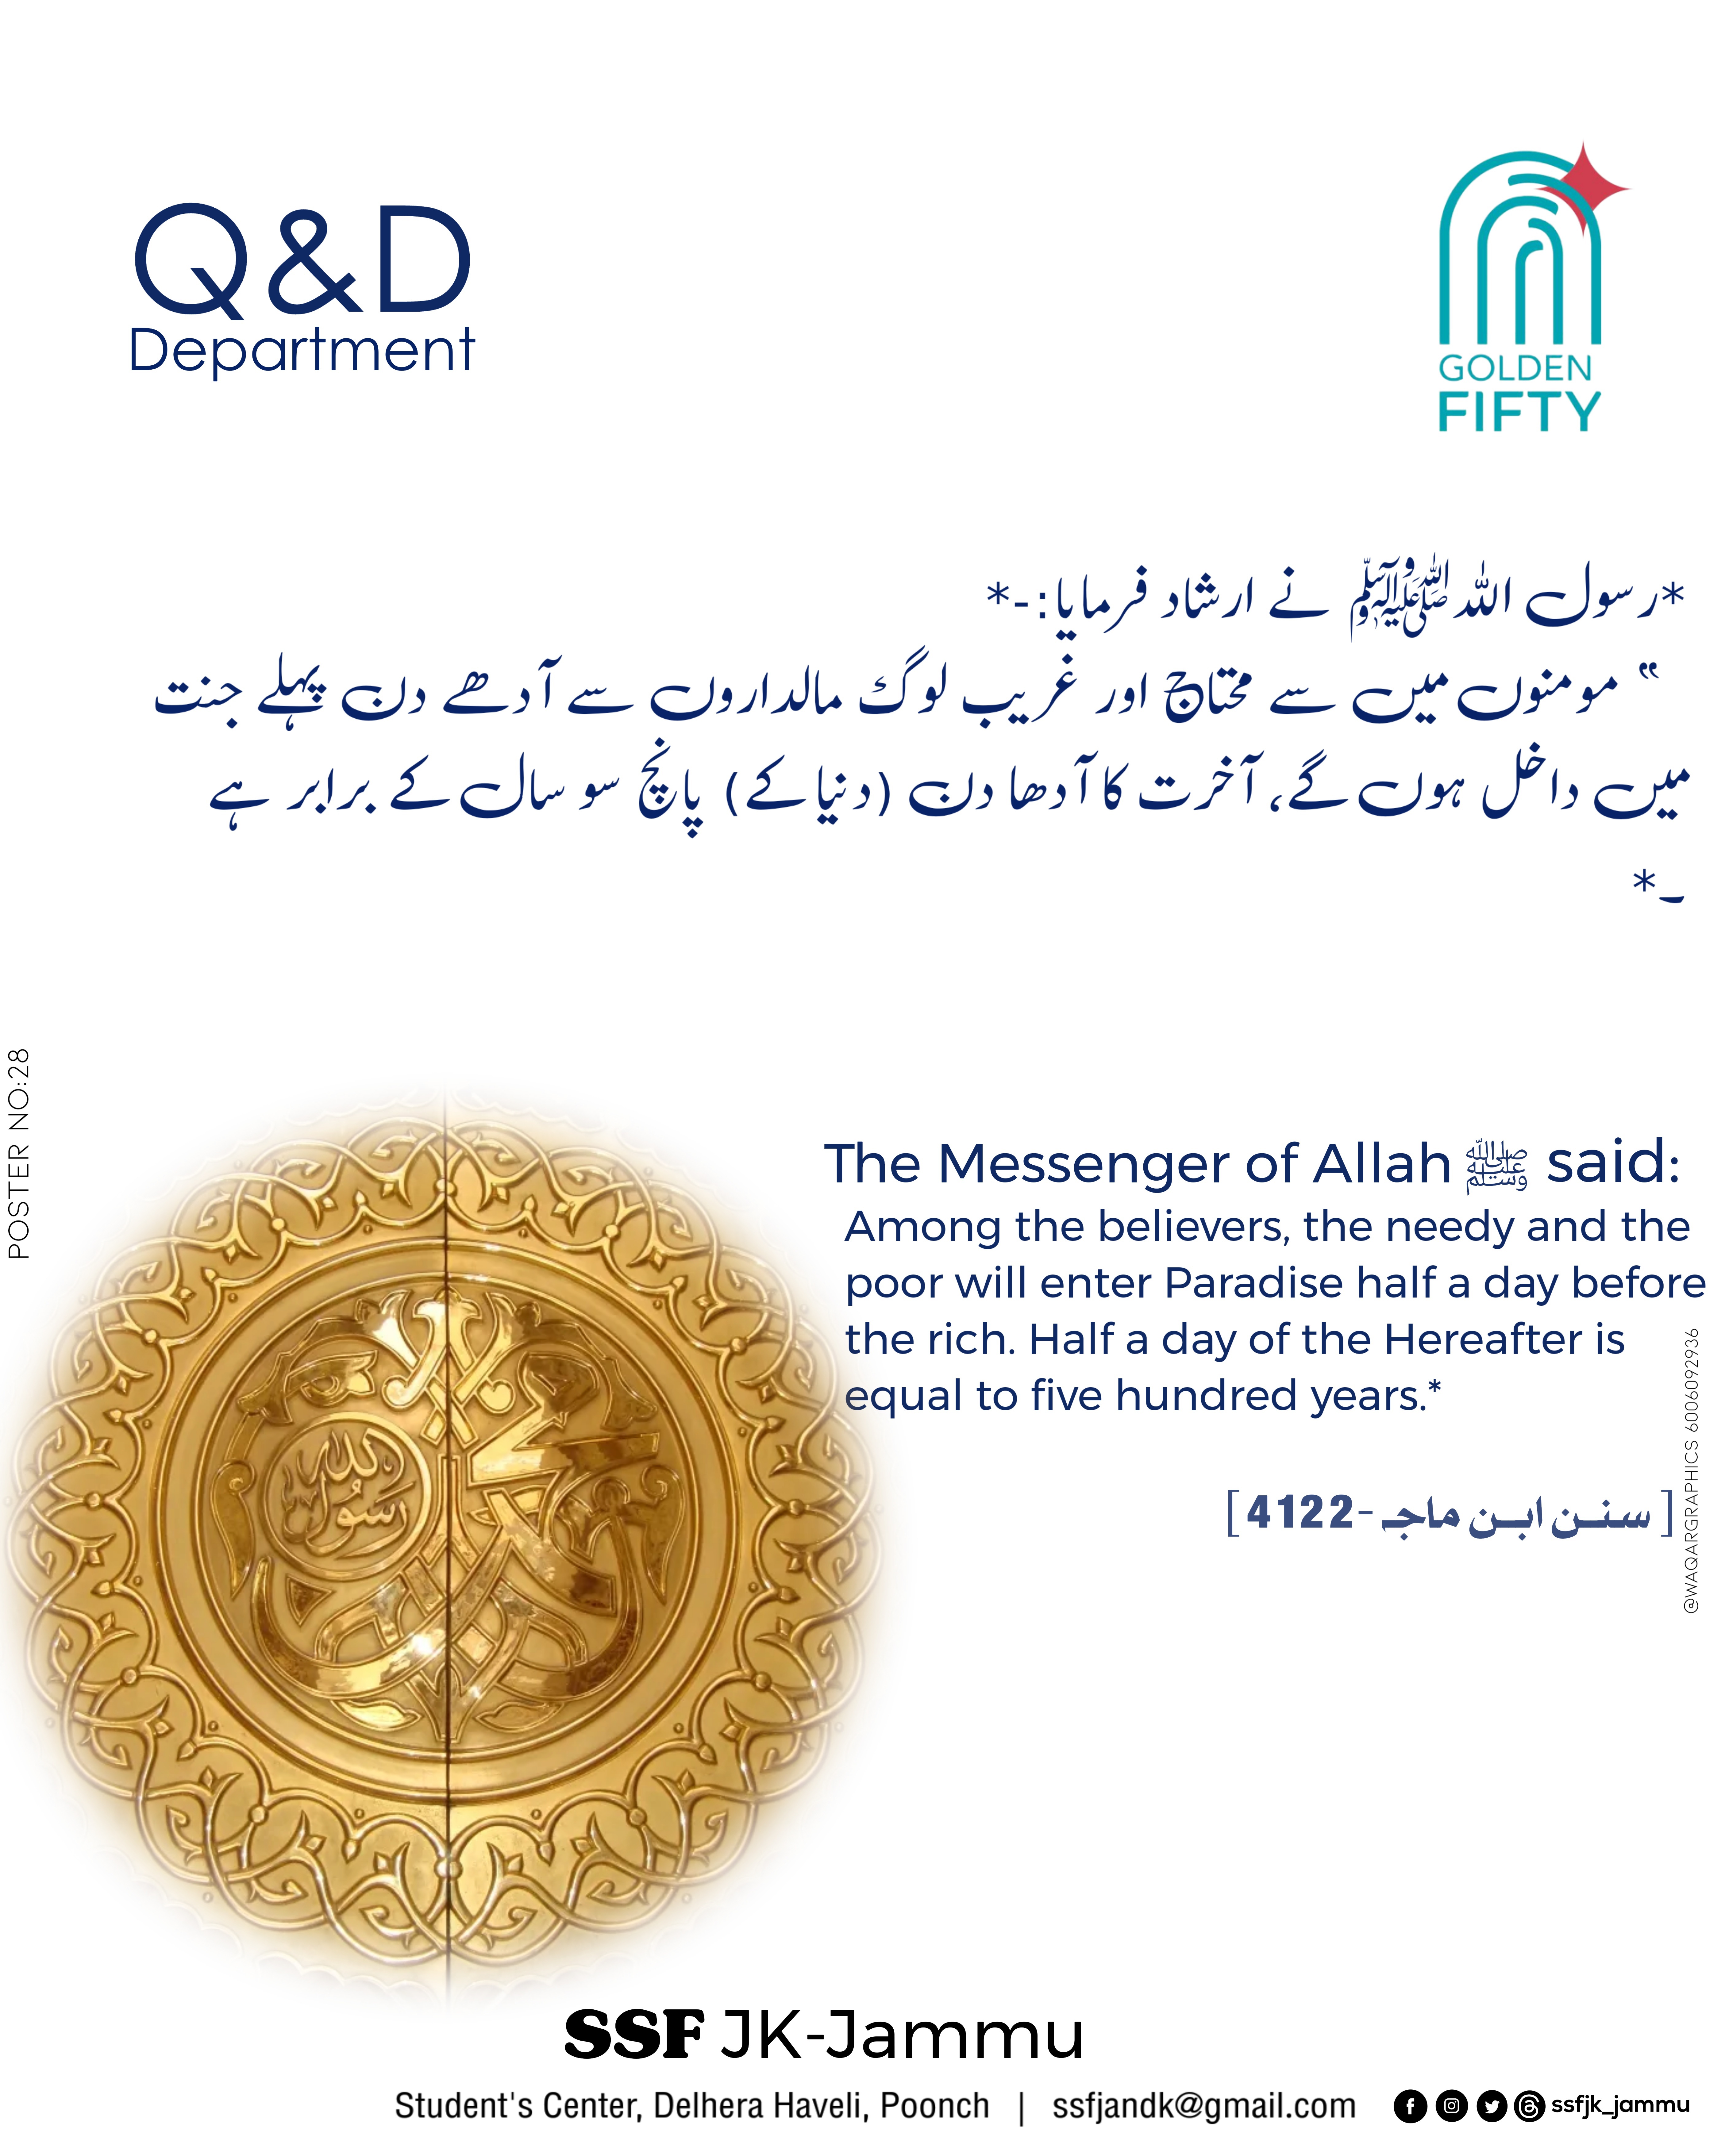 Q&D
Department
GOLDEN
FIFTY
*رسول اللہ ﷺ نے ارشاد فرمایا:-*
‟ مومنوں میں سے محتاج اور غریب لوگ مالداروں سے آدھے دن پہلے جنت
میں داخل ہوں گے، آخرت کا آدھا دن (دنیا کے) پانچ سو سال کے برابر ہے
۔*
POSTER NO:28
The Messenger of Allah ﷺ said:
Among the believers, the needy and the
poor will enter Paradise half a day before
the rich. Half a day of the Hereafter is
equal to five hundred years.*
[سنن ابن ماجہ -4122]
@WAQARGRAPHICS 6006092936
الله
رسول
محمد
SSF JK-Jammu
Student's Center, Delhera Haveli, Poonch | ssfjandk@gmail.com ssfjk_jammu